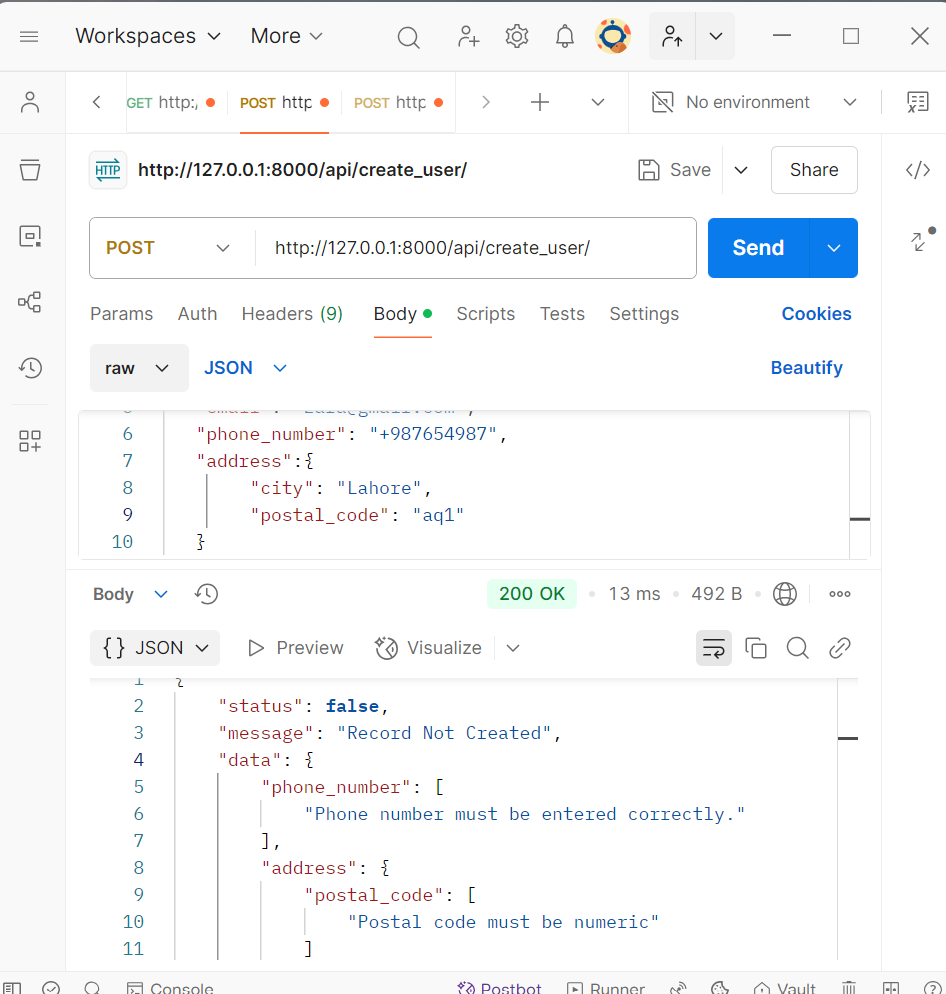 Workspaces More
GET http:/ POST http POST http No environment
HTTP http://127.0.0.1:8000/api/create_user/ Save Share
POST http://127.0.0.1:8000/api/create_user/ Send
Params Auth Headers (9) Body Scripts Tests Settings Cookies
raw JSON Beautify
6 "phone_number": "+987654987",
7 "address":{
8 "city": "Lahore",
9 "postal_code": "aq1"
10 }
Body 200 OK 13 ms 492 B
{} JSON Preview Visualize
1 {
2 "status": false,
3 "message": "Record Not Created",
4 "data": {
5 "phone_number": [
6 "Phone number must be entered correctly."
7 ],
8 "address": {
9 "postal_code": [
10 "Postal code must be numeric"
11 ]
Console Postbot Runner Vault